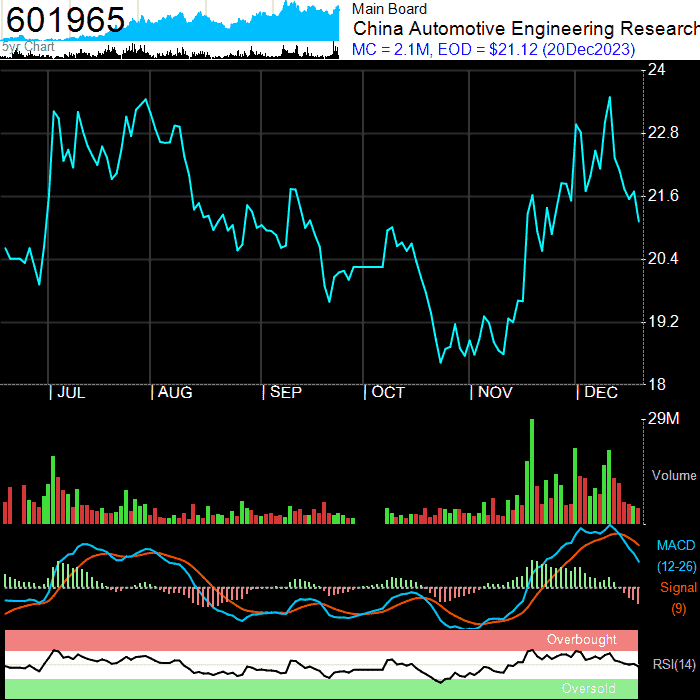 601965
Main Board
China Automotive Engineering Research
5yr Chart
MC = 2.1M, EOD = $21.12 (20Dec2023)
24
22.8
21.6
20.4
19.2
18
JUL
AUG
SEP
OCT
NOV
DEC
29M
Volume
MACD
(12-26)
Signal
(9)
Overbought
RSI(14)
Oversold